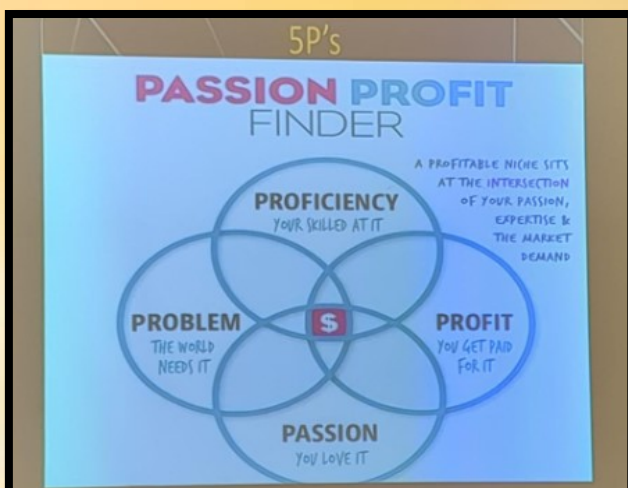 5P's
PASSION PROFIT
FINDER
A PROFITABLE NICHE SITS
AT THE INTERSECTION
OF YOUR PASSION,
EXPERTISE &
THE MARKET
DEMAND
PROFICIENCY
YOUR SKILLED AT IT
PROBLEM
THE WORLD
NEEDS IT
$
PROFIT
YOU GET PAID
FOR IT
PASSION
YOU LOVE IT